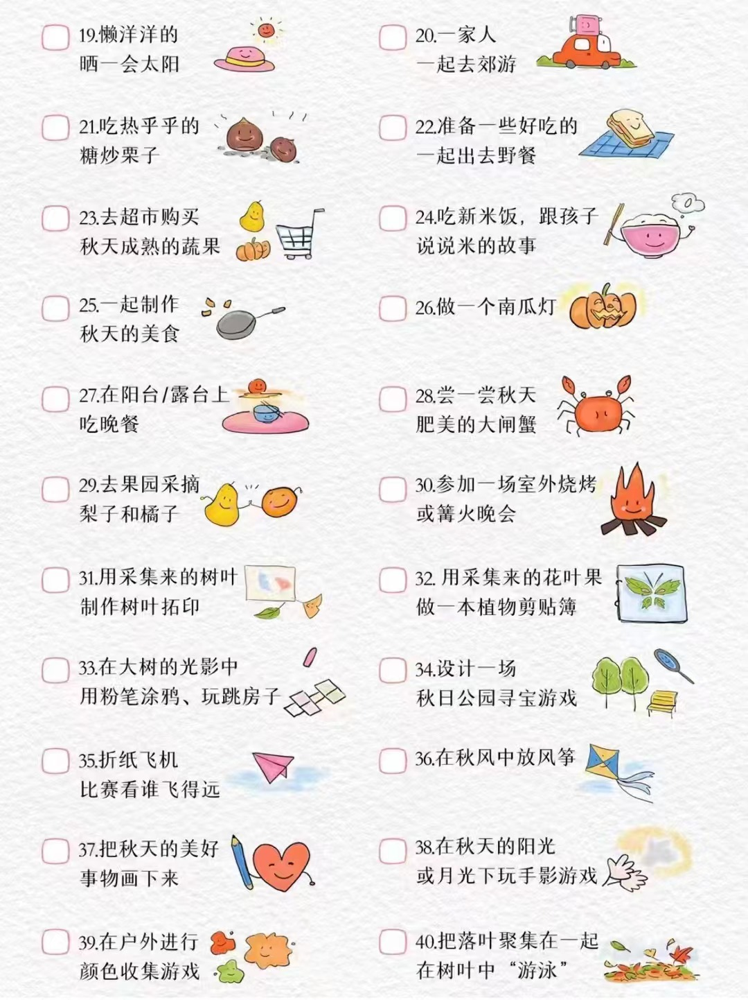 19.懒洋洋的
晒一会太阳
20.一家人
一起去郊游
21.吃热乎乎的
糖炒栗子
22.准备一些好吃的
一起出去野餐
23.去超市购买
秋天成熟的蔬果
24.吃新米饭，跟孩子
说说米的故事
25.一起制作
秋天的美食
26.做一个南瓜灯
27.在阳台/露台上
吃晚餐
28.尝一尝秋天
肥美的大闸蟹
29.去果园采摘
梨子和橘子
30.参加一场室外烧烤
或篝火晚会
31.用采集来的树叶
制作树叶拓印
32. 用采集来的花叶果
做一本植物剪贴簿
33.在大树的光影中
用粉笔涂鸦、玩跳房子
34.设计一场
秋日公园寻宝游戏
35.折纸飞机
比赛看谁飞得远
36.在秋风中放风筝
37.把秋天的美好
事物画下来
38.在秋天的阳光
或月光下玩手影游戏
39.在户外进行
颜色收集游戏
40.把落叶聚集在一起
在树叶中“游泳”